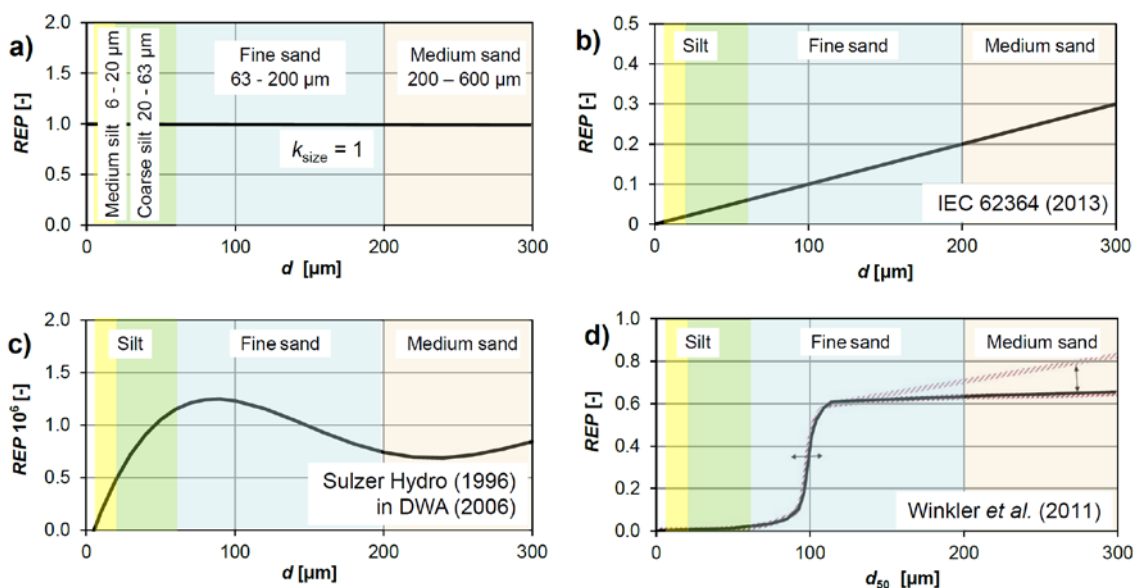 a)
REP [-]
2.0
1.5
1.0
0.5
0.0
Medium silt 6 - 20 µm
Coarse silt 20 - 63 µm
Fine sand
63 - 200 µm
Medium sand
200 – 600 µm
k size = 1
0
100
200
300
d [µm]
b)
REP [-]
0.5
0.4
0.3
0.2
0.1
0
Silt
Fine sand
Medium sand
IEC 62364 (2013)
0
100
200
300
d [µm]
c)
REP 10⁶ [-]
2.0
1.5
1.0
0.5
0.0
Silt
Fine sand
Medium sand
Sulzer Hydro (1996)
in DWA (2006)
0
100
200
300
d [µm]
d)
REP [-]
1.0
0.8
0.6
0.4
0.2
0.0
Silt
Fine sand
Medium sand
Winkler et al. (2011)
0
100
200
300
d50 [µm]